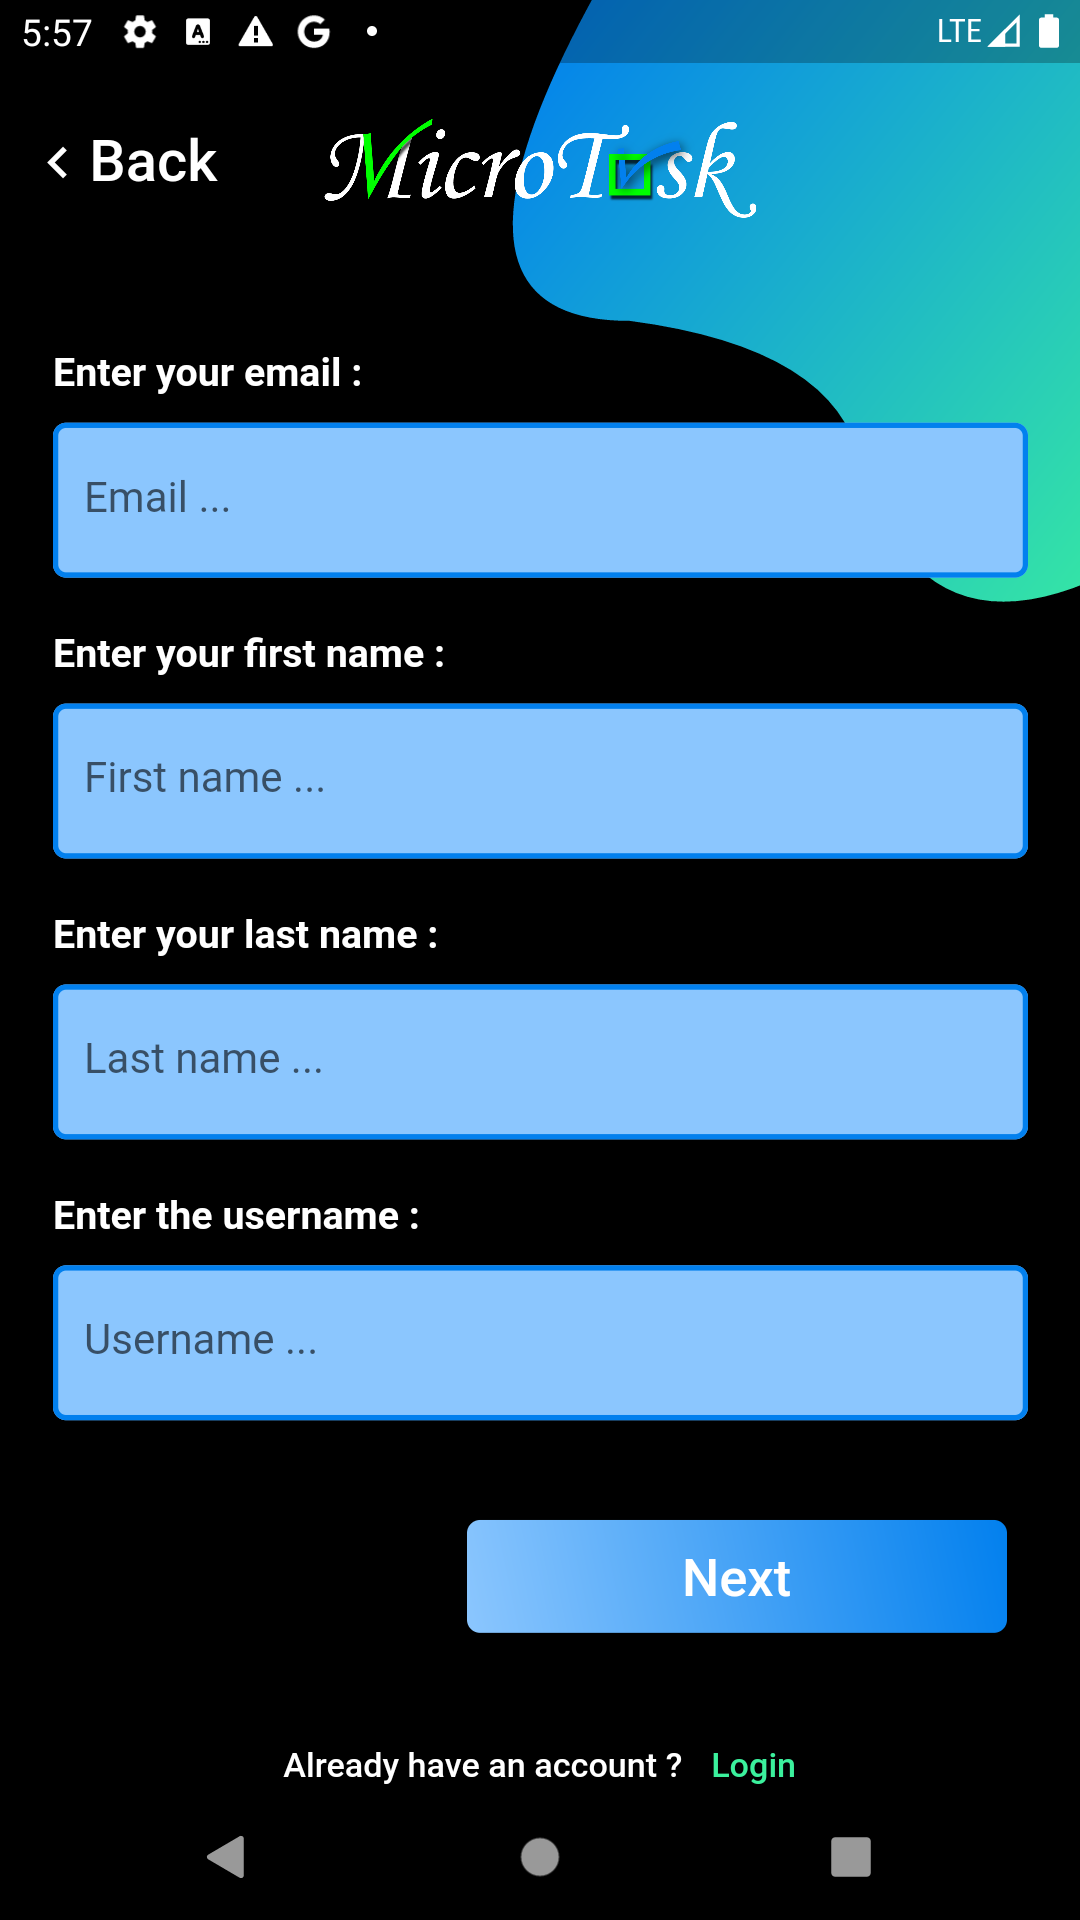 5:57 LTE
Back MicroTask
Enter your email :
Email ...
Enter your first name :
First name ...
Enter your last name :
Last name ...
Enter the username :
Username ...
Next
Already have an account ? Login